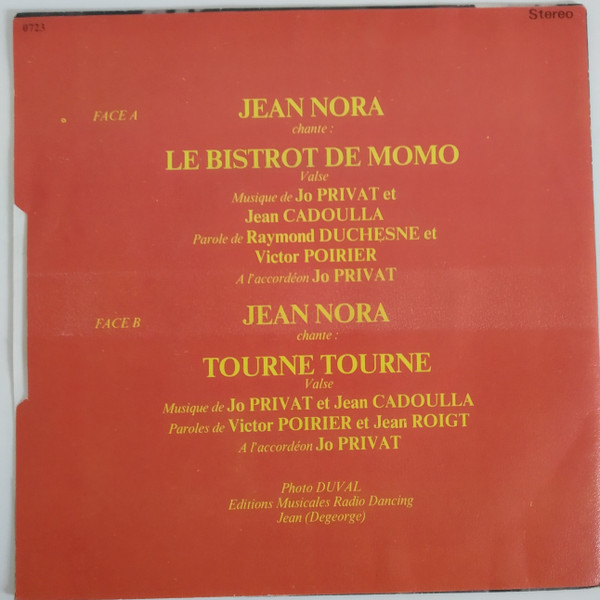 0723
Stereo
FACE A
JEAN NORA
chante :
LE BISTROT DE MOMO
Valse
Musique de Jo PRIVAT et
Jean CADOULLA
Parole de Raymond DUCHESNE et
Victor POIRIER
A l'accordéon Jo PRIVAT
FACE B
JEAN NORA
chante :
TOURNE TOURNE
Valse
Musique de Jo PRIVAT et Jean CADOULLA
Paroles de Victor POIRIER et Jean ROIGT
A l'accordéon Jo PRIVAT
Photo DUVAL
Editions Musicales Radio Dancing
Jean (Degeorge)